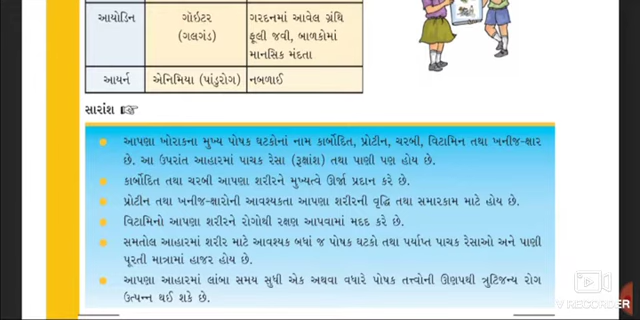 આયોડિન ગૉઇટર ગરદનમાં આવેલ ગ્રંથિ
(ગલગંડ) ફૂલી જવી, બાળકોમાં
માનસિક મંદતા
આયર્ન એનિમિયા (પાંડુરોગ) નબળાઈ
સારાંશ
આપણા ખોરાકના મુખ્ય પોષક ઘટકોનાં નામ કાર્બોદિત, પ્રોટીન, ચરબી, વિટામિન તથા ખનીજ-ક્ષાર
છે. આ ઉપરાંત આહારમાં પાચક રેસા (રૂક્ષાંશ) તથા પાણી પણ હોય છે.
કાર્બોદિત તથા ચરબી આપણા શરીરને મુખ્યત્વે ઊર્જા પ્રદાન કરે છે.
પ્રોટીન તથા ખનીજ-ક્ષારોની આવશ્યકતા આપણા શરીરની વૃદ્ધિ તથા સમારકામ માટે હોય છે.
વિટામિનો આપણા શરીરને રોગોથી રક્ષણ આપવામાં મદદ કરે છે.
સમતોલ આહારમાં શરીર માટે આવશ્યક બધાં જ પોષક ઘટકો તથા પર્યાપ્ત પાચક રેસાઓ અને પાણી
પૂરતી માત્રામાં હાજર હોય છે.
આપણા આહારમાં લાંબા સમય સુધી એક અથવા વધારે પોષક તત્ત્વોની ઊણપથી ત્રુટિજન્ય રોગ
ઉત્પન્ન થઈ શકે છે.
RECORDER